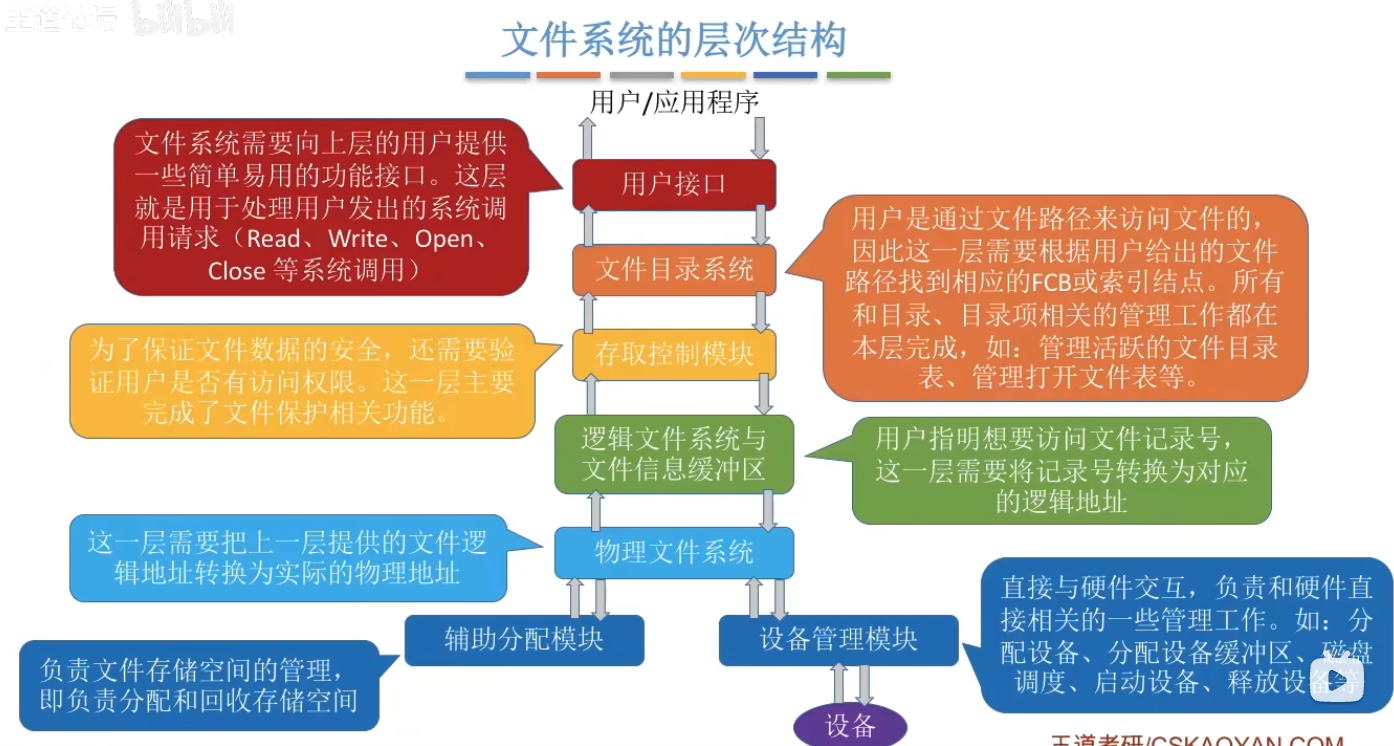 王道论坛 bilibili
文件系统的层次结构
用户/应用程序
文件系统需要向上层的用户提供
一些简单易用的功能接口。这层
就是用于处理用户发出的系统调
用请求（Read、Write、Open、
Close 等系统调用）
用户接口
用户是通过文件路径来访问文件的，
因此这一层需要根据用户给出的文件
路径找到相应的FCB或索引结点。所有
和目录、目录项相关的管理工作都在
本层完成，如：管理活跃的文件目录
表、管理打开文件表等。
文件目录系统
为了保证文件数据的安全，还需要验
证用户是否有访问权限。这一层主要
完成了文件保护相关功能。
存取控制模块
逻辑文件系统与
文件信息缓冲区
用户指明想要访问文件记录号，
这一层需要将记录号转换为对应
的逻辑地址
这一层需要把上一层提供的文件逻
辑地址转换为实际的物理地址
物理文件系统
辅助分配模块
设备管理模块
直接与硬件交互，负责和硬件直
接相关的一些管理工作。如：分
配设备、分配设备缓冲区、磁盘
调度、启动设备、释放设备等
负责文件存储空间的管理，
即负责分配和回收存储空间
设备
王道考研/CSKAOYAN.COM